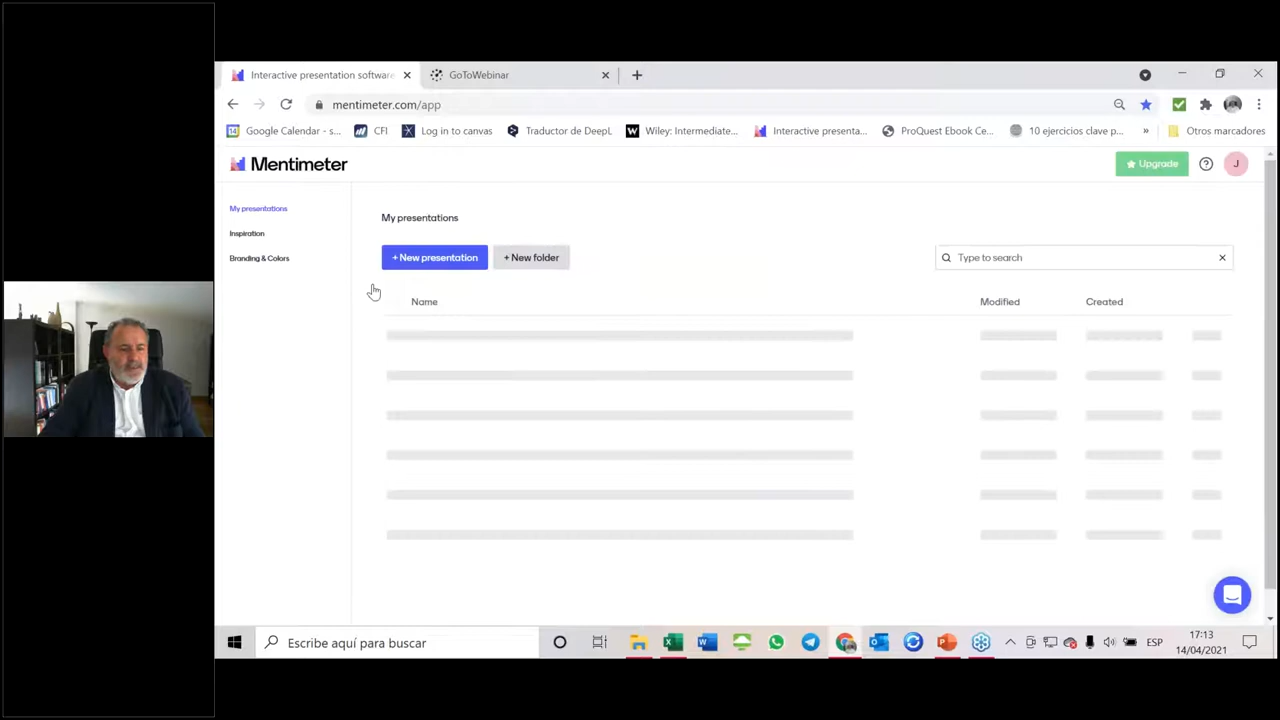 Interactive presentation software
GoToWebinar
mentimeter.com/app
Google Calendar - s...
CFI
Log in to canvas
Traductor de DeepL
Wiley: Intermediate...
Interactive presenta...
ProQuest Ebook Ce...
10 ejercicios clave p...
»
Otros marcadores
Mentimeter
Upgrade
J
My presentations
Inspiration
Branding & Colors
My presentations
+ New presentation
+ New folder
Type to search
Name
Modified
Created
Escribe aquí para buscar
ESP
17:13
14/04/2021